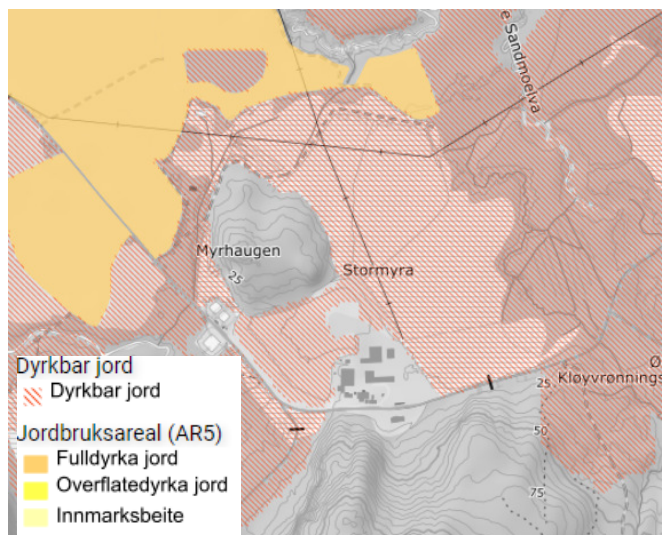 e Sandmoelva
Myrhaugen
25
Stormyra
Ø
Kløyvrønnings
25
50
75
Dyrkbar jord
Dyrkbar jord
Jordbruksareal (AR5)
Fulldyrka jord
Overflatedyrka jord
Innmarksbeite